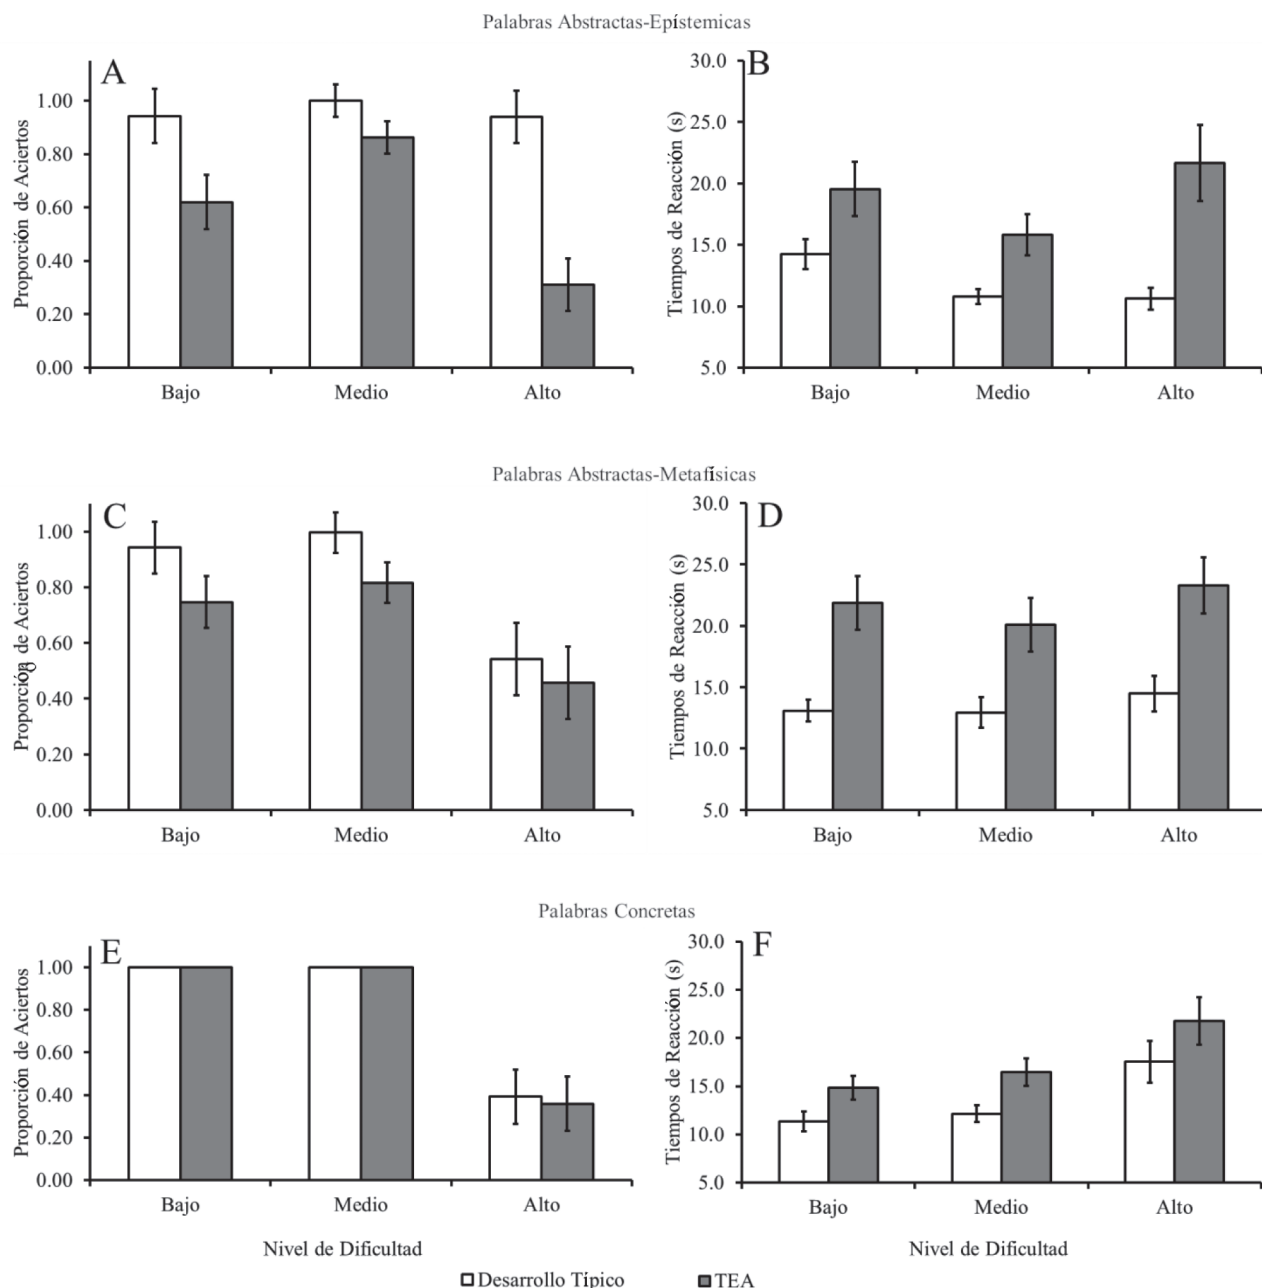 Palabras Abstractas-Epístemicas
A
Proporción de Aciertos
1.00
0.80
0.60
0.40
0.20
0.00
Bajo Medio Alto
B
Tiempos de Reacción (s)
30.0
25.0
20.0
15.0
10.0
5.0
Bajo Medio Alto
Palabras Abstractas-Metafísicas
C
Proporción de Aciertos
1.00
0.80
0.60
0.40
0.20
0.00
Bajo Medio Alto
D
Tiempos de Reacción (s)
30.0
25.0
20.0
15.0
10.0
5.0
Bajo Medio Alto
Palabras Concretas
E
Proporción de Aciertos
1.00
0.80
0.60
0.40
0.20
0.00
Bajo Medio Alto
Nivel de Dificultad
F
Tiempos de Reacción (s)
30.0
25.0
20.0
15.0
10.0
5.0
Bajo Medio Alto
Nivel de Dificultad
Desarrollo Típico TEA